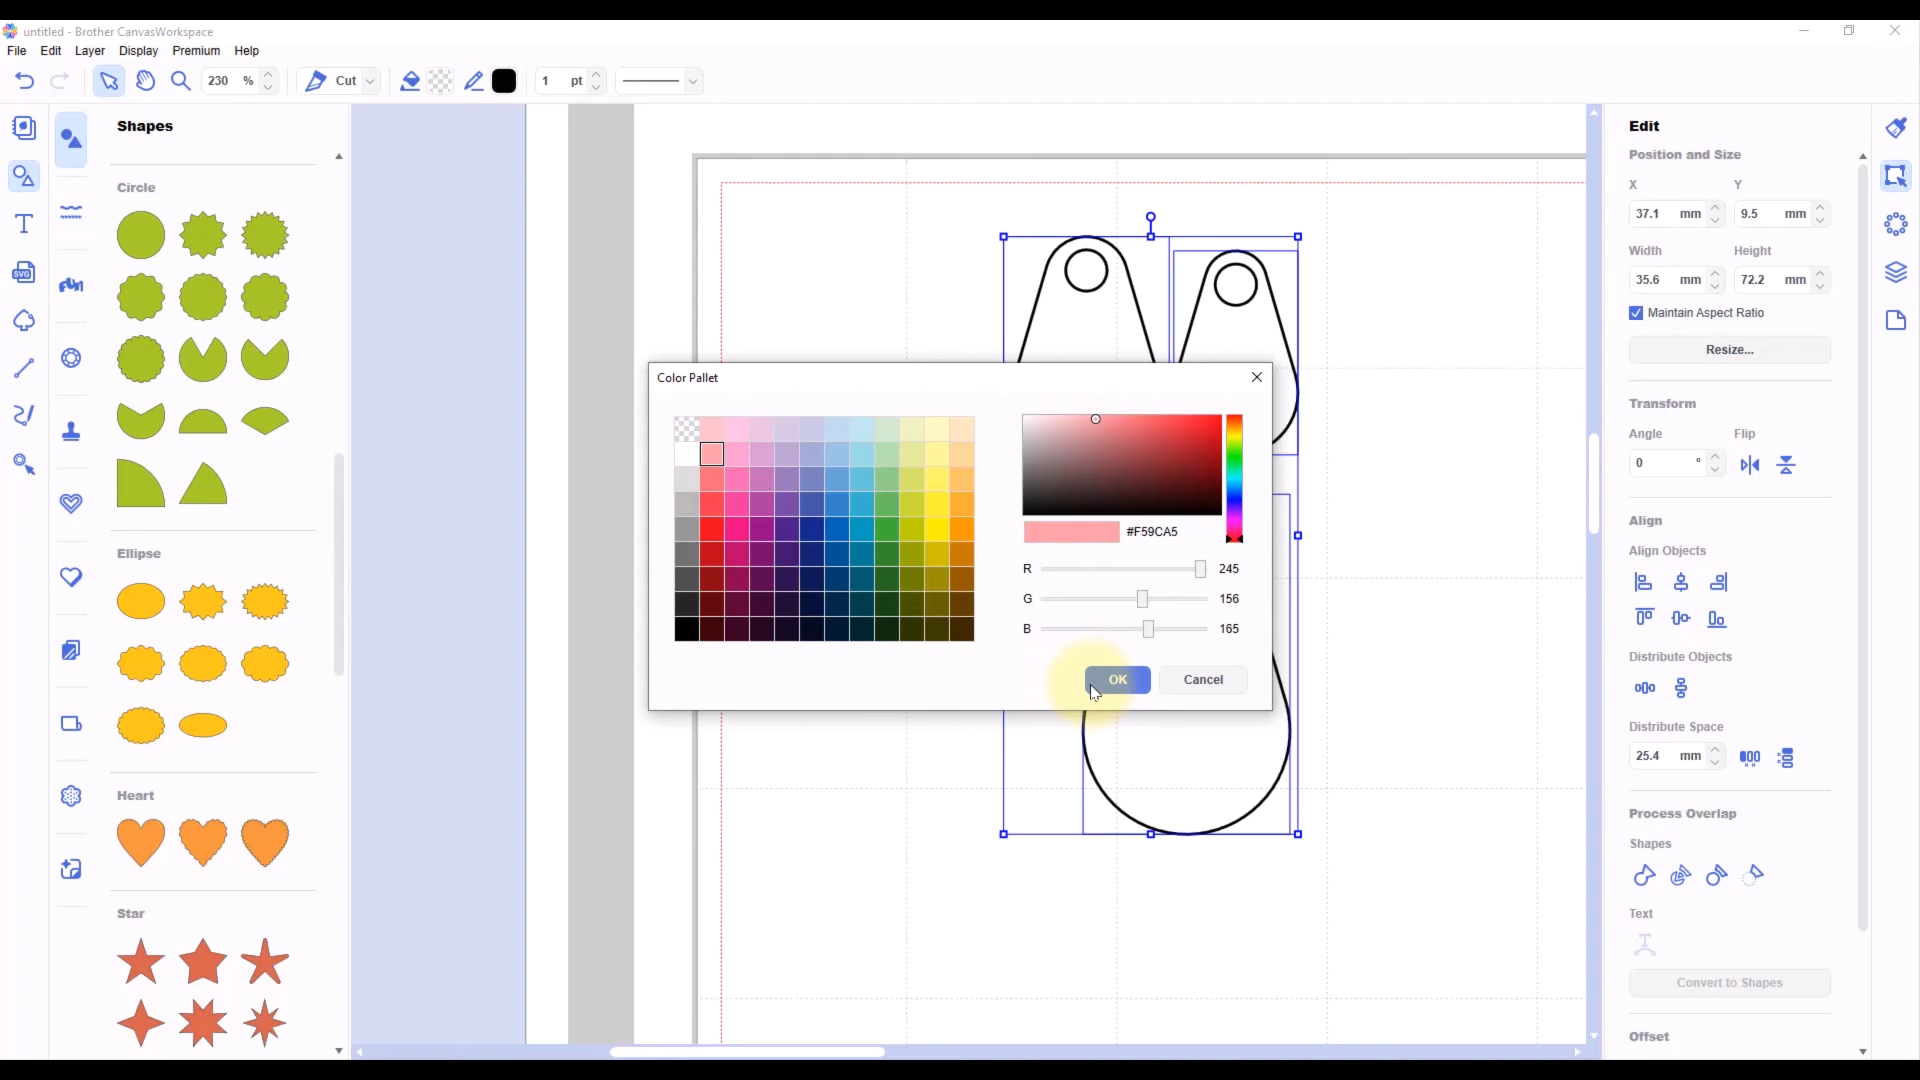 untitled - Brother CanvasWorkspace
File Edit Layer Display Premium Help
230 % Cut 1 pt
Shapes
Circle
Ellipse
Heart
Star
SVG
Fun
Color Pallet
#F59CA5
R 245
G 156
B 165
OK Cancel
Edit
Position and Size
X Y
37.1 mm 9.5 mm
Width Height
35.6 mm 72.2 mm
Maintain Aspect Ratio
Resize...
Transform
Angle Flip
0 °
Align
Align Objects
Distribute Objects
Distribute Space
25.4 mm
Process Overlap
Shapes
Text
Convert to Shapes
Offset